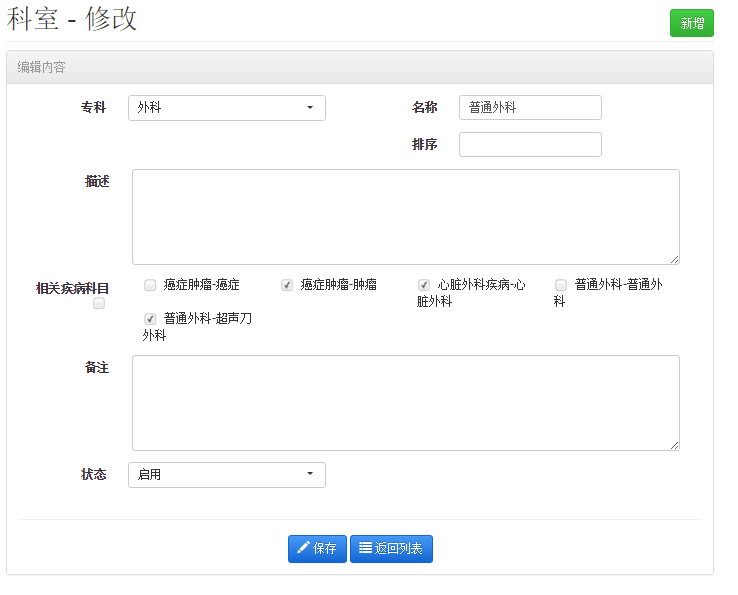 科室 - 修改
新增
编辑内容
专科 外科 名称 普通外科
排序
描述
相关疾病科目 癌症肿瘤-癌症 癌症肿瘤-肿瘤 心脏外科疾病-心 普通外科-普通外
脏外科 科
普通外科-超声刀
外科
备注
状态 启用
保存 返回列表